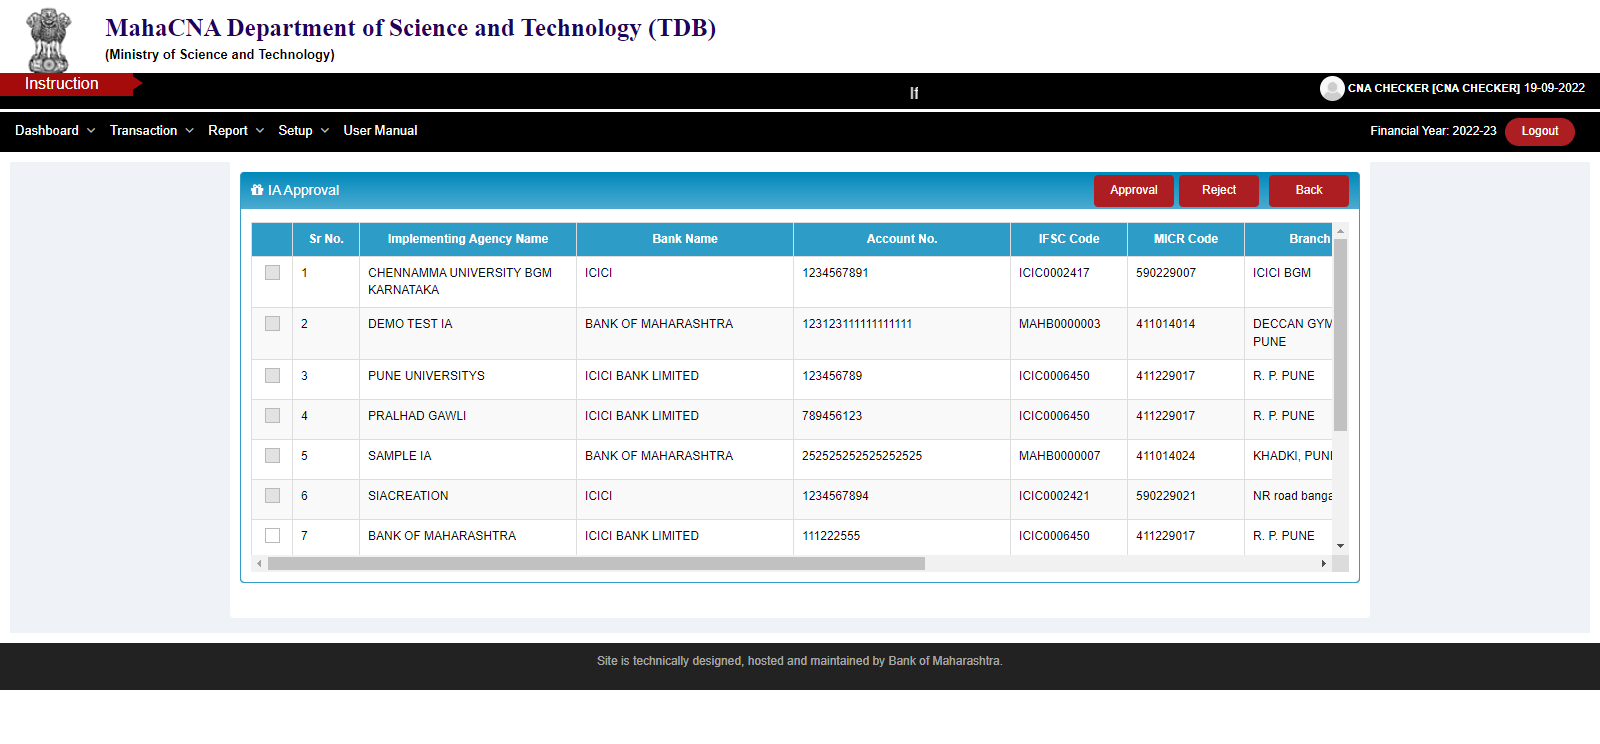 MahaCNA Department of Science and Technology (TDB)
(Ministry of Science and Technology)
Instruction
If
CNA CHECKER [CNA CHECKER] 19-09-2022
Dashboard Transaction Report Setup User Manual Financial Year: 2022-23 Logout
IA Approval Approval Reject Back
Sr No. Implementing Agency Name Bank Name Account No. IFSC Code MICR Code Branch
1 CHENNAMMA UNIVERSITY BGM ICICI 1234567891 ICIC0002417 590229007 ICICI BGM
KARNATAKA
2 DEMO TEST IA BANK OF MAHARASHTRA 123123111111111111 MAHB0000003 411014014 DECCAN GYM
PUNE
3 PUNE UNIVERSITYS ICICI BANK LIMITED 123456789 ICIC0006450 411229017 R. P. PUNE
4 PRALHAD GAWLI ICICI BANK LIMITED 789456123 ICIC0006450 411229017 R. P. PUNE
5 SAMPLE IA BANK OF MAHARASHTRA 252525252525252525 MAHB0000007 411014024 KHADKI, PUN
6 SIACREATION ICICI 1234567894 ICIC0002421 590229021 NR road banga
7 BANK OF MAHARASHTRA ICICI BANK LIMITED 111222555 ICIC0006450 411229017 R. P. PUNE
Site is technically designed, hosted and maintained by Bank of Maharashtra.